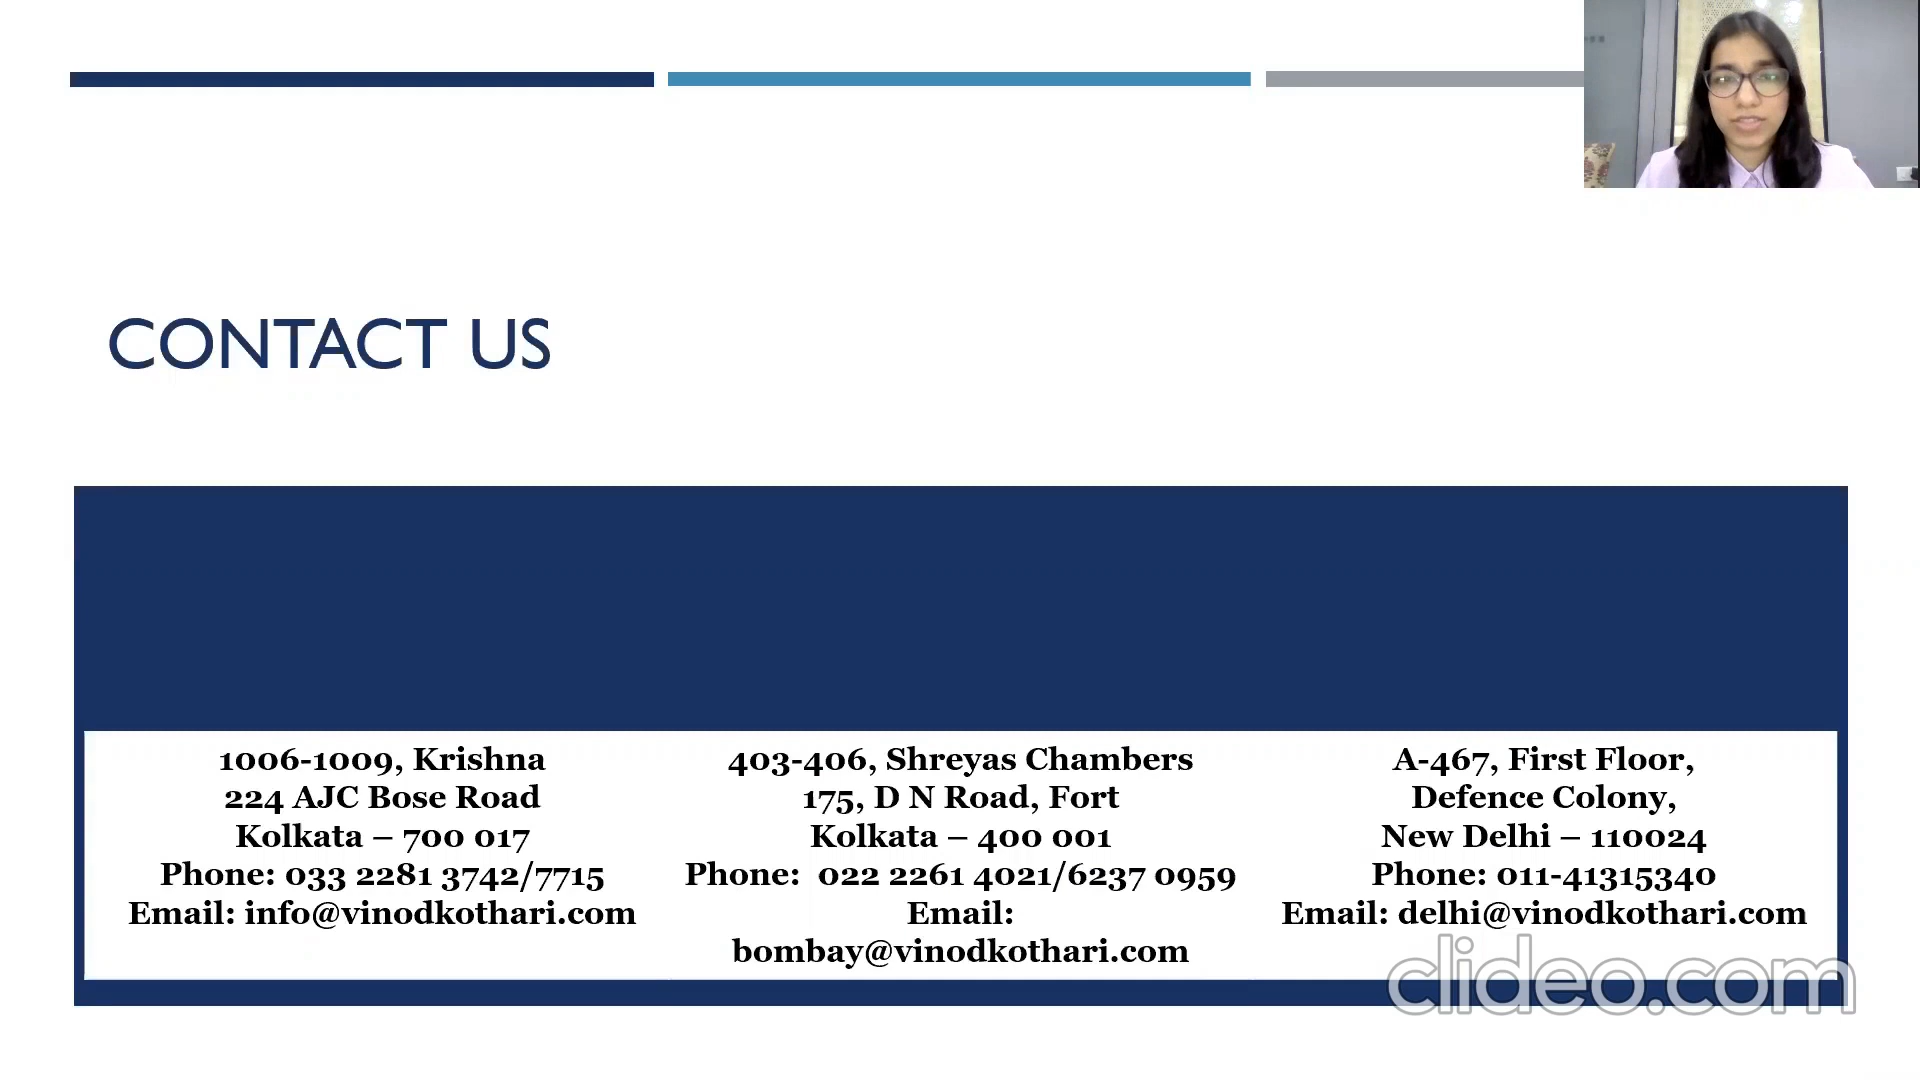 CONTACT US
1006-1009, Krishna
224 AJC Bose Road
Kolkata – 700 017
Phone: 033 2281 3742/7715
Email: info@vinodkothari.com
403-406, Shreyas Chambers
175, D N Road, Fort
Kolkata – 400 001
Phone:  022 2261 4021/6237 0959
Email:
bombay@vinodkothari.com
A-467, First Floor,
Defence Colony,
New Delhi – 110024
Phone: 011-41315340
Email: delhi@vinodkothari.com
clideo.com